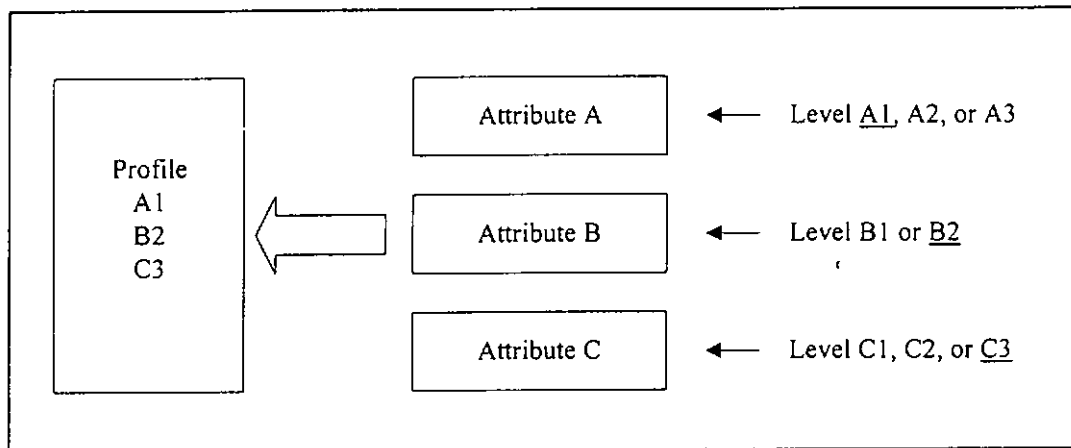 Profile
A1
B2
C3
Attribute A
Level A1, A2, or A3
Attribute B
Level B1 or B2
Attribute C
Level C1, C2, or C3